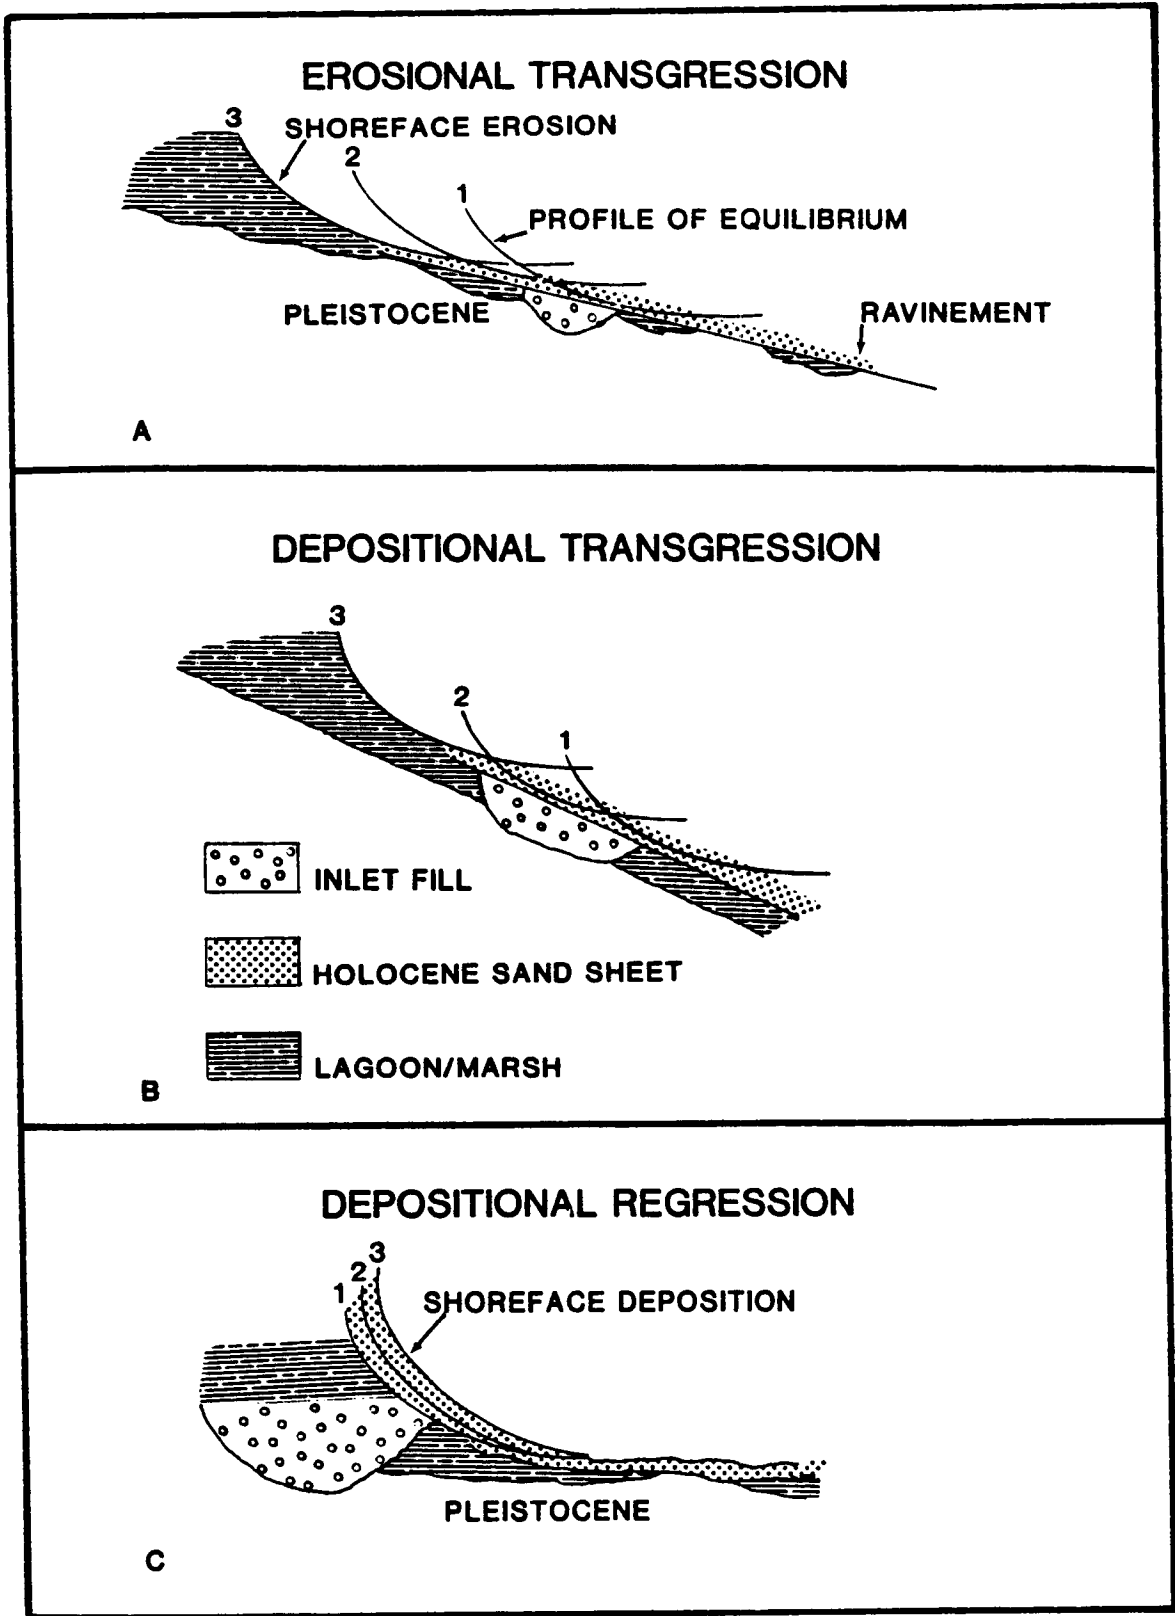 EROSIONAL TRANSGRESSION
3
SHOREFACE EROSION
2
1
PROFILE OF EQUILIBRIUM
PLEISTOCENE
RAVINEMENT
A
DEPOSITIONAL TRANSGRESSION
3
2
1
INLET FILL
HOLOCENE SAND SHEET
LAGOON/MARSH
B
DEPOSITIONAL REGRESSION
3
2
1
SHOREFACE DEPOSITION
PLEISTOCENE
C